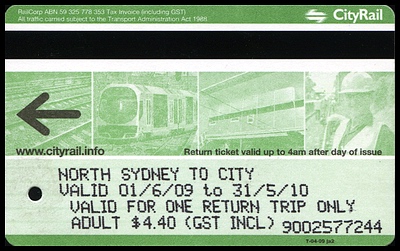 RailCorp ABN 59 325 778 353 Tax Invoice (including GST)
All traffic carried subject to the Transport Administration Act 1988
CityRail
www.cityrail.info
Return ticket valid up to 4am after day of issue
NORTH SYDNEY TO CITY
VALID 01/6/09 to 31/5/10
VALID FOR ONE RETURN TRIP ONLY
ADULT $4.40 (GST INCL)
9002577244
T-04-09 ja2